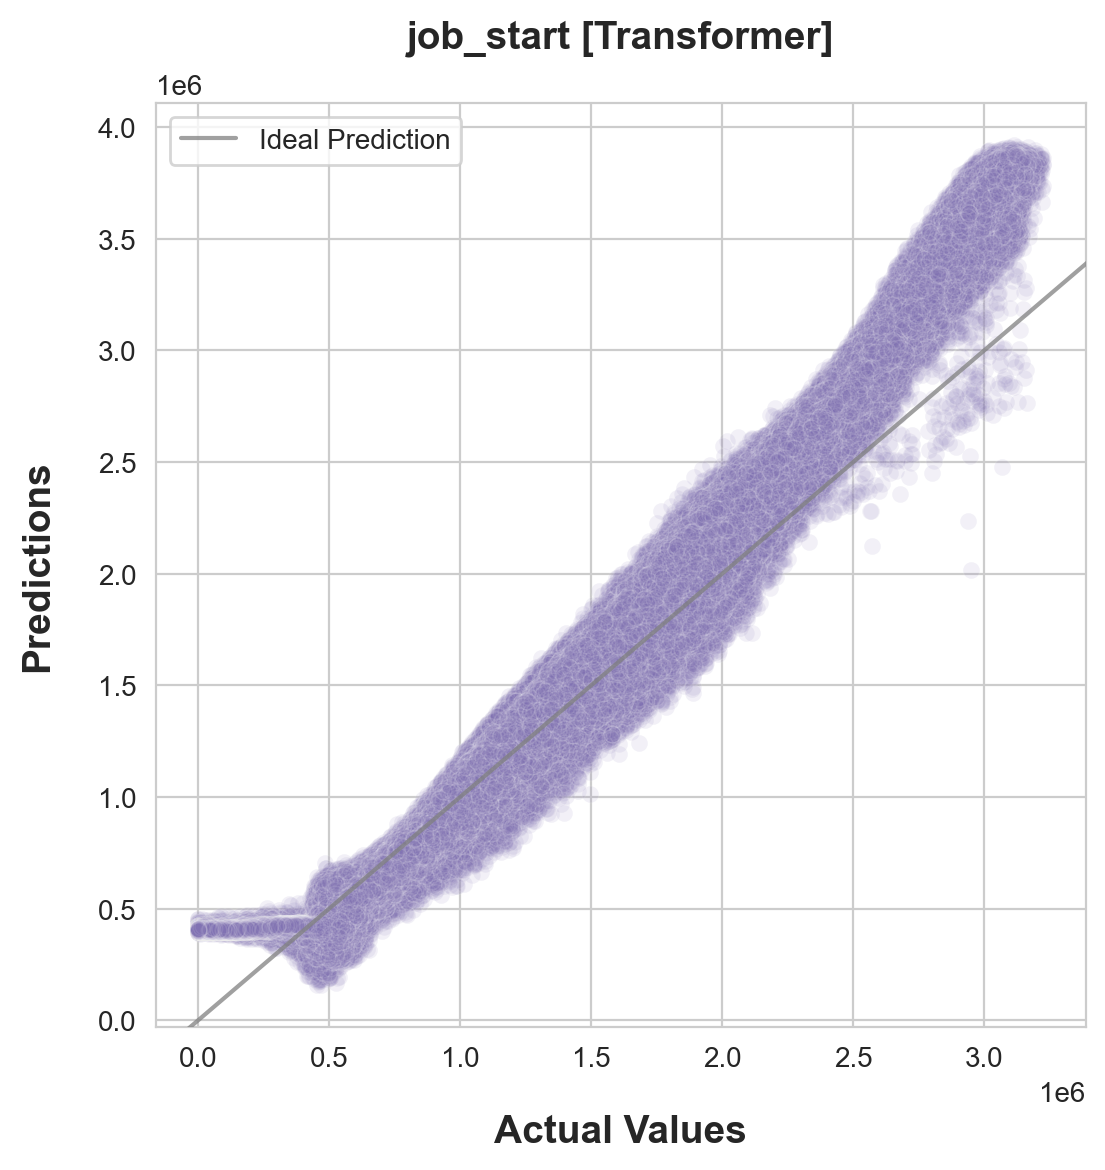 job_start [Transformer]
1e6
Ideal Prediction
4.0
3.5
3.0
2.5
2.0
1.5
1.0
0.5
0.0
Predictions
0.0 0.5 1.0 1.5 2.0 2.5 3.0
1e6
Actual Values